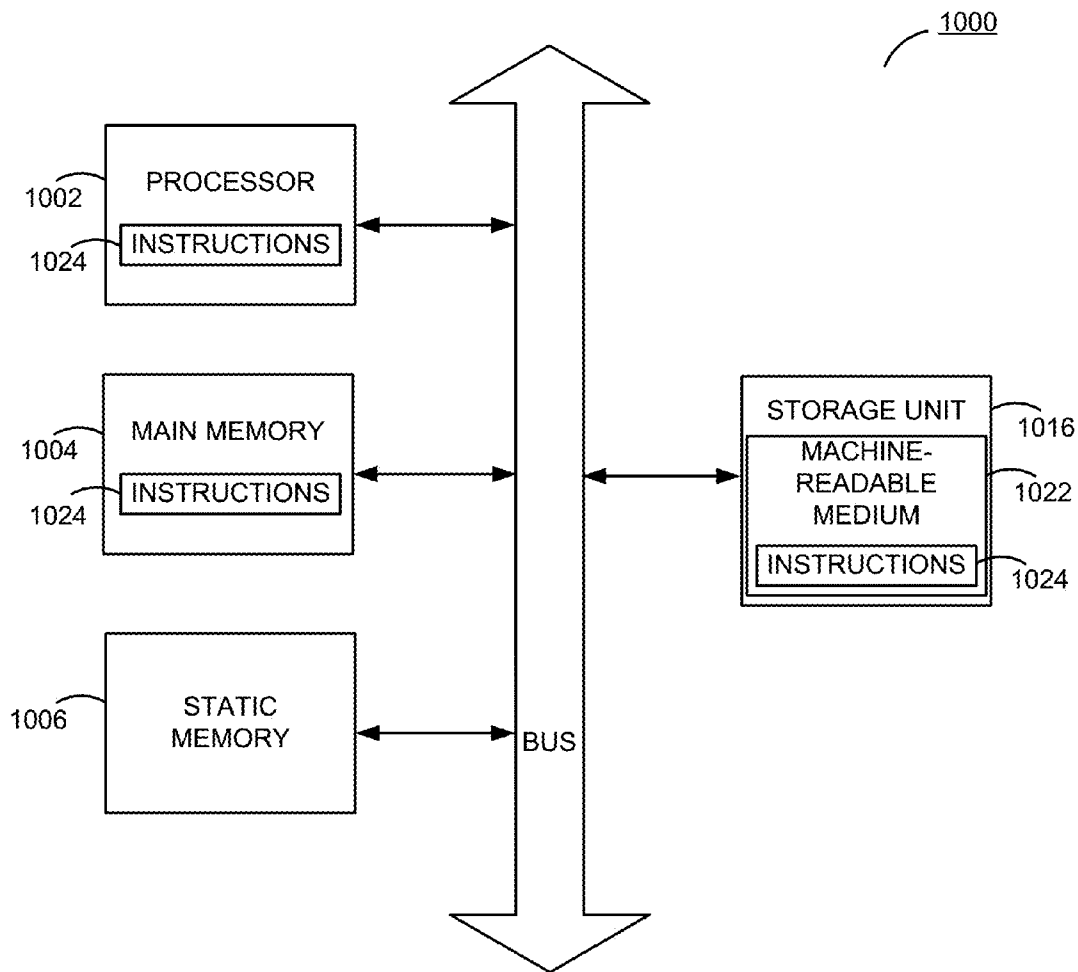 1000
PROCESSOR
1002
INSTRUCTIONS
1024
MAIN MEMORY
1004
INSTRUCTIONS
1024
STATIC
MEMORY
1006
BUS
STORAGE UNIT
1016
MACHINE-
READABLE
MEDIUM
1022
INSTRUCTIONS
1024